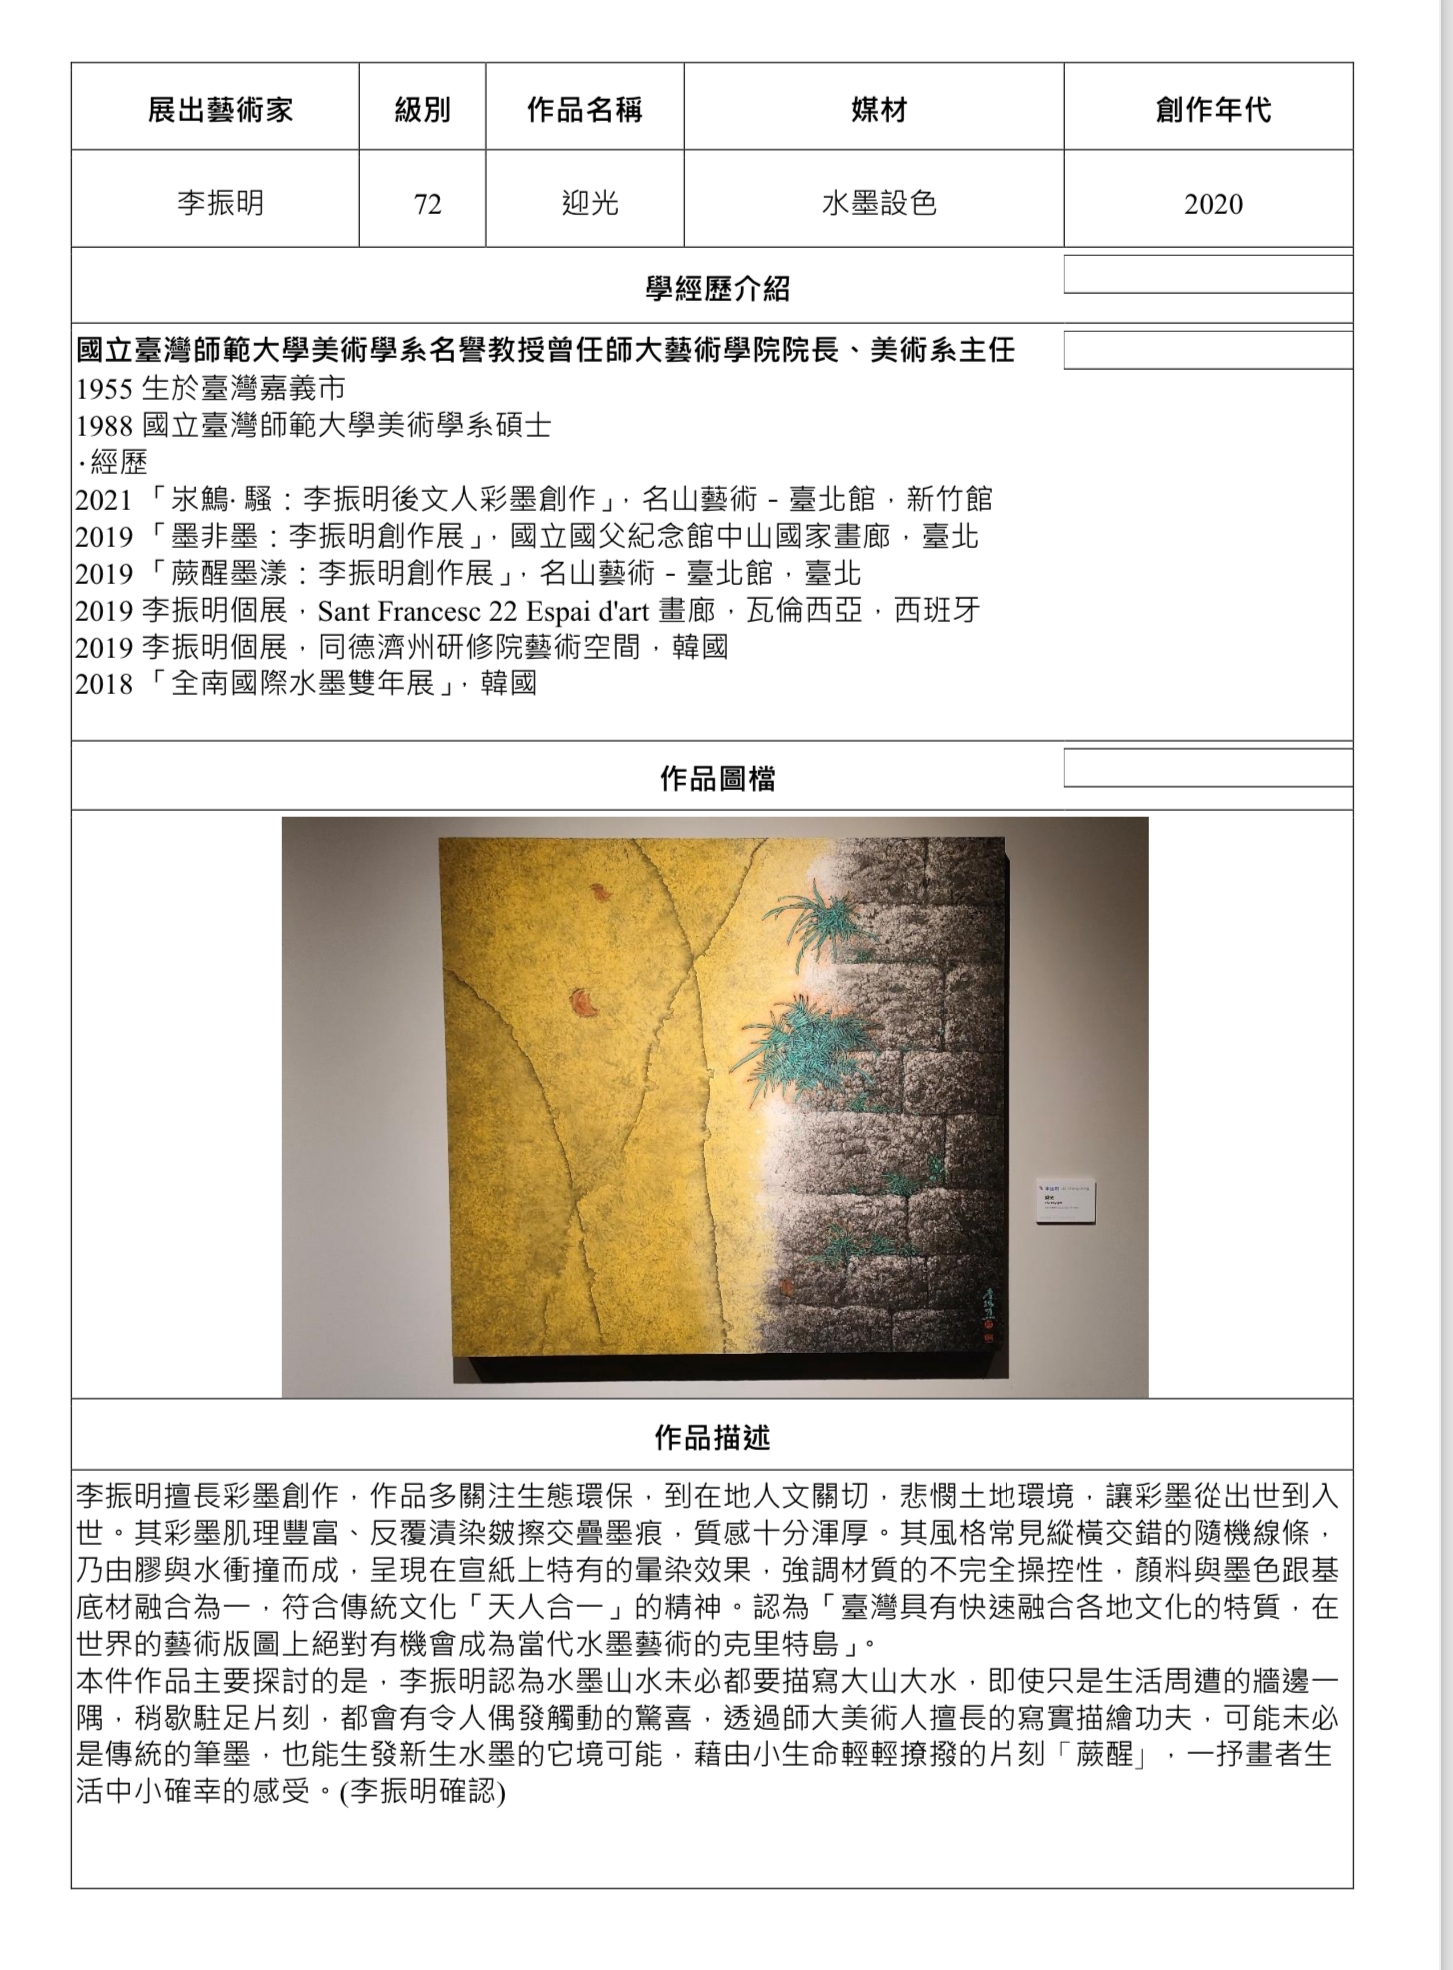 展出藝術家 級別 作品名稱 媒材 創作年代
李振明 72 迎光 水墨設色 2020
學經歷介紹
國立臺灣師範大學美術學系名譽教授曾任師大藝術學院院長、美術系主任
1955 生於臺灣嘉義市
1988 國立臺灣師範大學美術學系碩士
·經歷
2021「氺鷍·騷：李振明後文人彩墨創作」，名山藝術－臺北館，新竹館
2019「墨非墨：李振明創作展」，國立國父紀念館中山國家畫廊，臺北
2019「蕨醒墨漾：李振明創作展」，名山藝術－臺北館，臺北
2019 李振明個展，Sant Francesc 22 Espai d'art 畫廊，瓦倫西亞，西班牙
2019 李振明個展，同德濟州研修院藝術空間，韓國
2018「全南國際水墨雙年展」，韓國
作品圖檔
作品描述
李振明擅長彩墨創作，作品多關注生態環保，到在地人文關切，悲憫土地環境，讓彩墨從出世到入
世。其彩墨肌理豐富、反覆漬染皴擦交疊墨痕，質感十分渾厚。其風格常見縱橫交錯的隨機線條，
乃由膠與水衝撞而成，呈現在宣紙上特有的暈染效果，強調材質的不完全操控性，顏料與墨色跟基
底材融合為一，符合傳統文化「天人合一」的精神。認為「臺灣具有快速融合各地文化的特質，在
世界的藝術版圖上絕對有機會成為當代水墨藝術的克里特島」。
本件作品主要探討的是，李振明認為水墨山水未必都要描寫大山大水，即使只是生活周遭的牆邊一
隅，稍歇駐足片刻，都會有令人偶發觸動的驚喜，透過師大美術人擅長的寫實描繪功夫，可能未必
是傳統的筆墨，也能生發新生水墨的它境可能，藉由小生命輕輕撩撥的片刻「蕨醒」，一抒畫者生
活中小確幸的感受。(李振明確認)